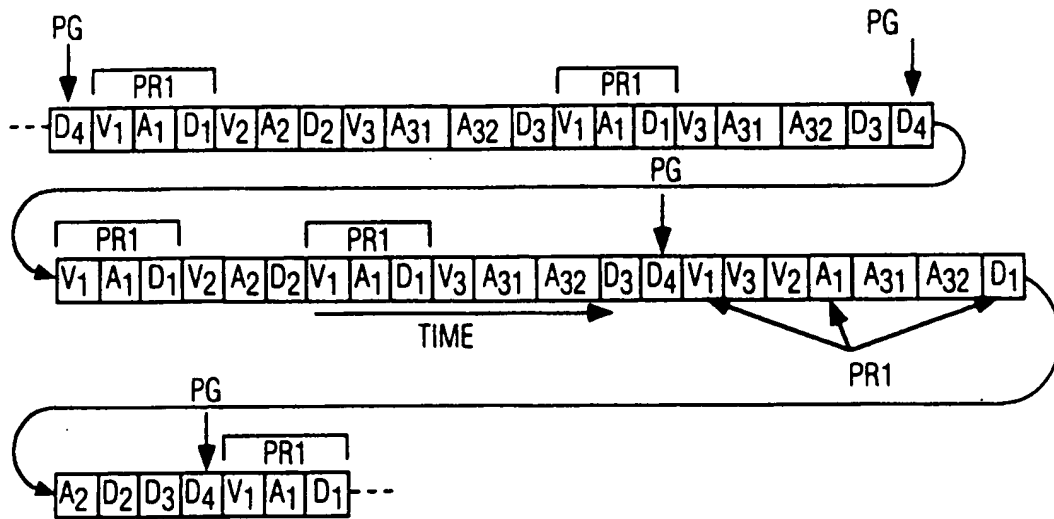 PG PG
PR1 PR1
D4 V1 A1 D1 V2 A2 D2 V3 A31 A32 D3 V1 A1 D1 V3 A31 A32 D3 D4
PG
PR1 PR1
V1 A1 D1 V2 A2 D2 V1 A1 D1 V3 A31 A32 D3 D4 V1 V3 V2 A1 A31 A32 D1
TIME
PR1
PG
PR1
A2 D2 D3 D4 V1 A1 D1